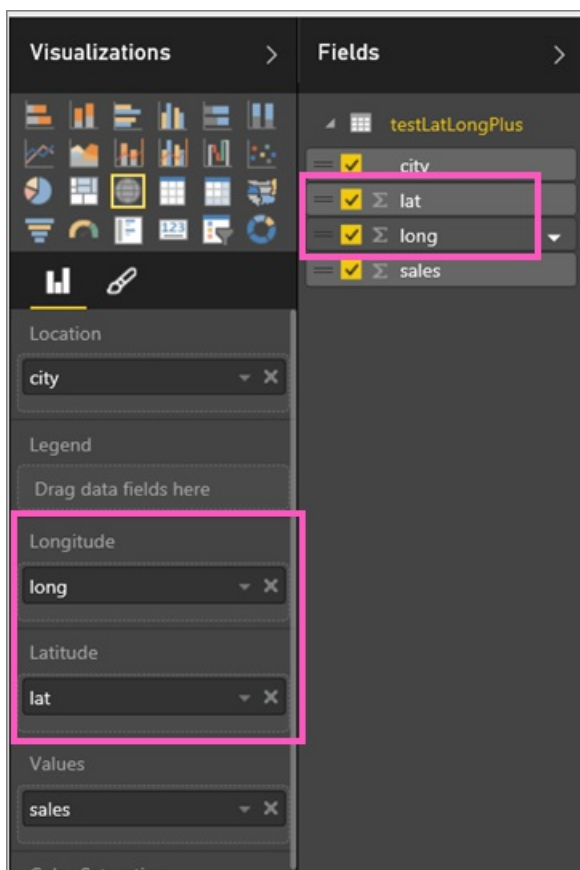 Visualizations
Fields
123
testLatLongPlus
city
lat
long
sales
Location
city
Legend
Drag data fields here
Longitude
long
Latitude
lat
Values
sales